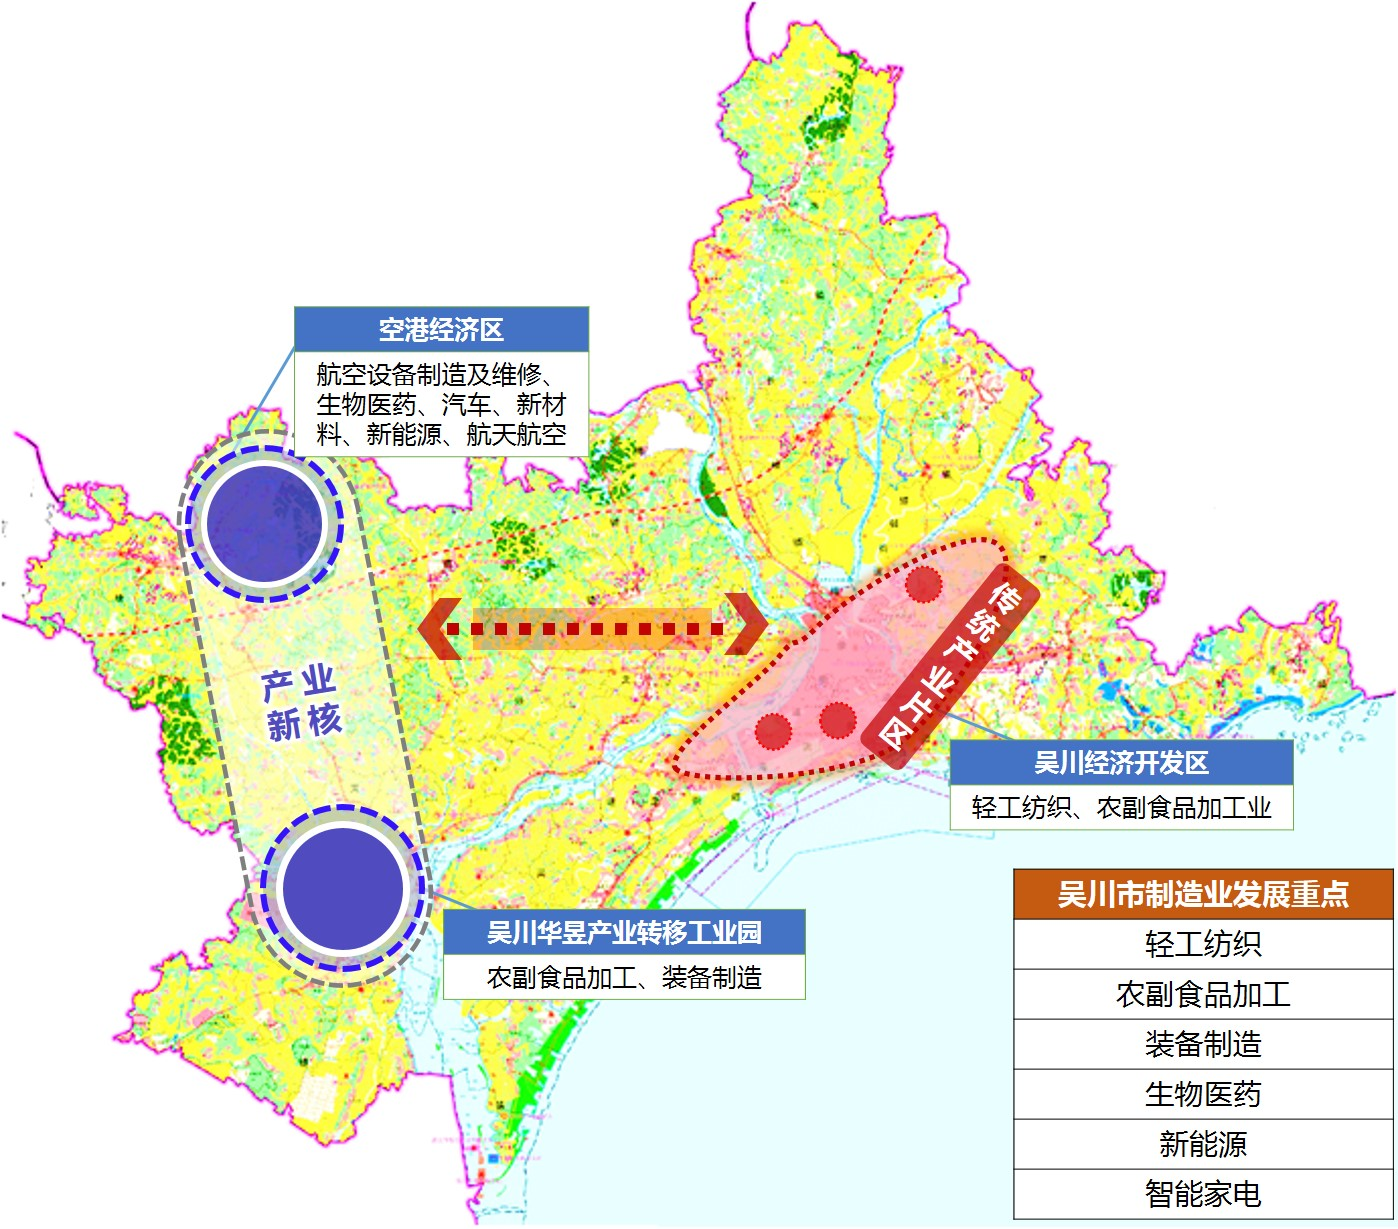 空港经济区
航空设备制造及维修、
生物医药、汽车、新材
料、新能源、航天航空
产业
新核
传统产业片区
吴川经济开发区
轻工纺织、农副食品加工业
吴川华昱产业转移工业园
农副食品加工、装备制造
吴川市制造业发展重点
轻工纺织
农副食品加工
装备制造
生物医药
新能源
智能家电